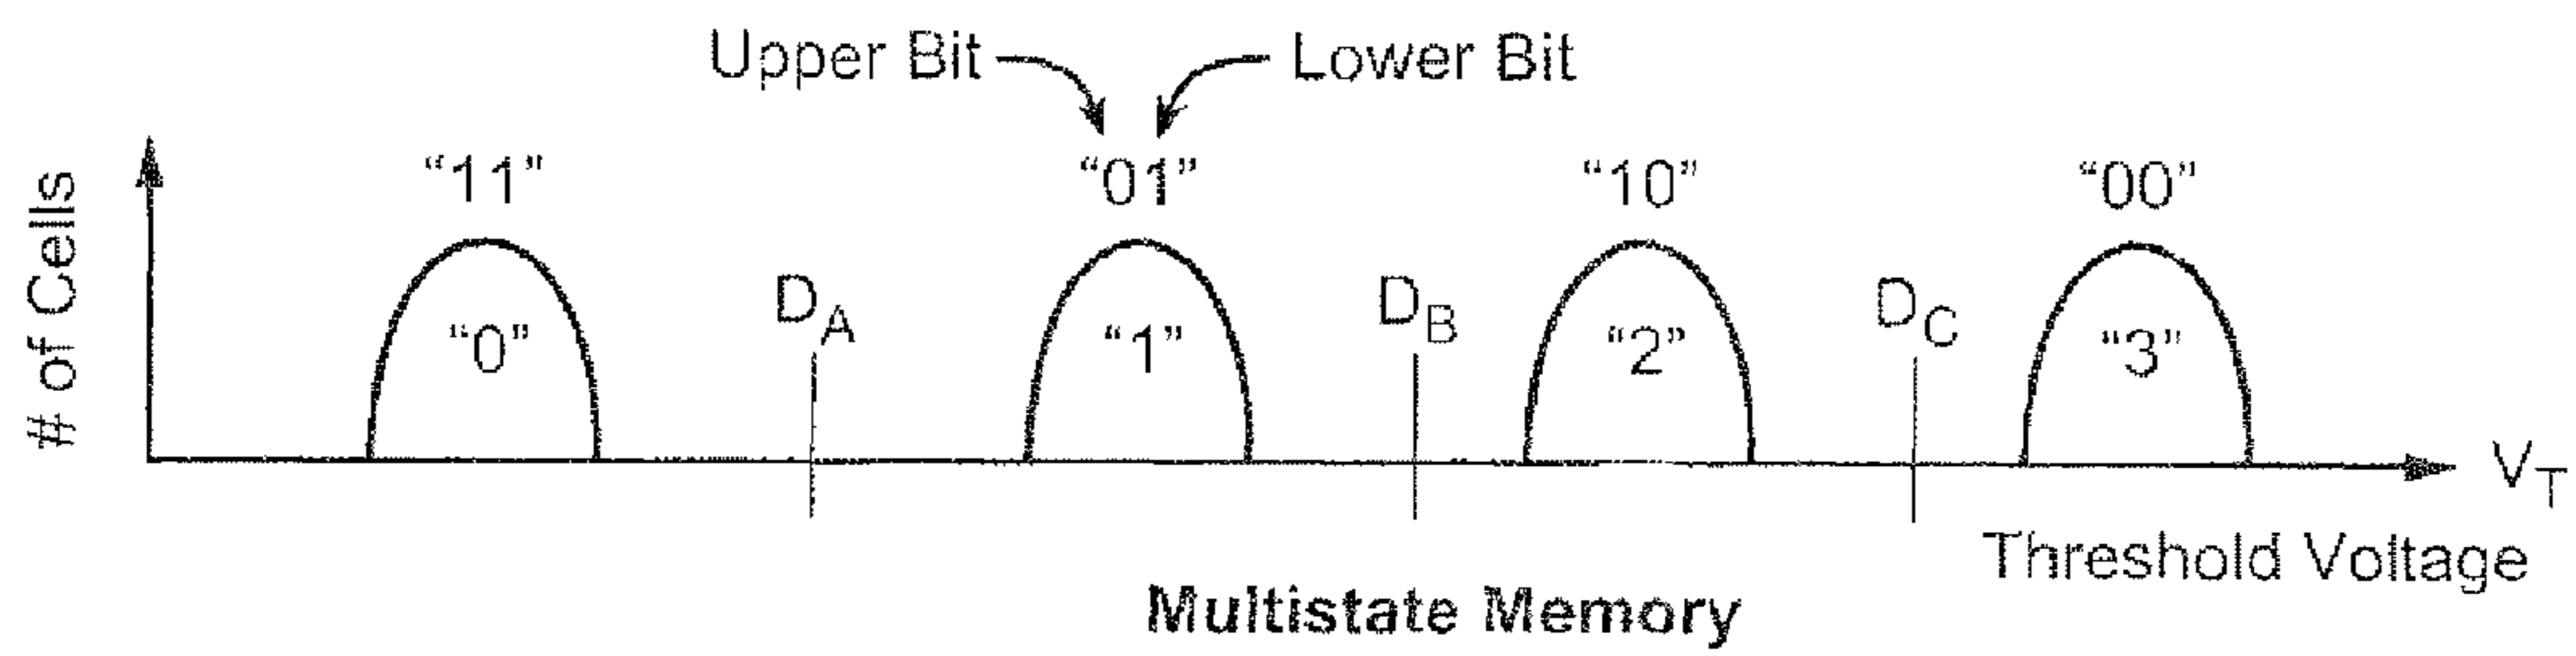 Upper Bit Lower Bit
“11” “01” “10” “00”
# of Cells
D_A D_B D_C
“0” “1” “2” “3”
V_T
Threshold Voltage
Multistate Memory